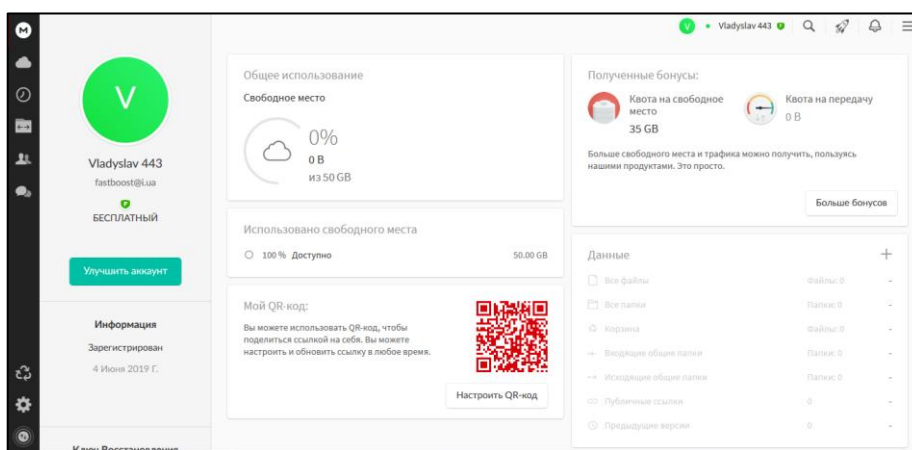 M
V
Vladyslav 443
Vladyslav 443
fastboost@i.ua
БЕСПЛАТНЫЙ
Улучшить аккаунт
Информация
Зарегистрирован
4 Июня 2019 Г.
Ключ Восстановления
Общее использование
Свободное место
0%
0 B
из 50 GB
Использовано свободного места
100 % Доступно 50.00 GB
Мой QR-код:
Вы можете использовать QR-код, чтобы
поделиться ссылкой на себя. Вы можете
настроить и обновить ссылку в любое время.
Настроить QR-код
Полученные бонусы:
Квота на свободное
место
35 GB
Квота на передачу
0 B
Больше свободного места и трафика можно получить, пользуясь
нашими продуктами. Это просто.
Больше бонусов
Данные
Все файлы Файлы: 0 -
Все папки Папки: 0 -
Корзина Файлы: 0 -
Входящие общие папки Папки: 0 -
Исходящие общие папки Папки: 0 -
Публичные ссылки 0 -
Предыдущие версии 0 -